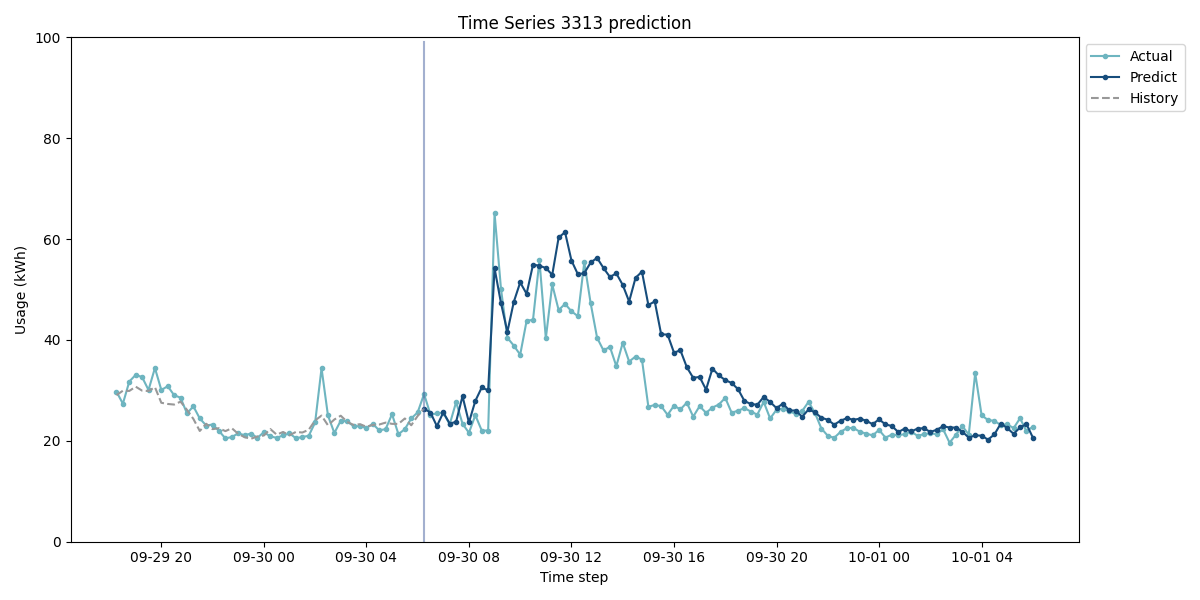 Time Series 3313 prediction
100
80
60
40
20
0
Usage (kWh)
09-29 20
09-30 00
09-30 04
09-30 08
09-30 12
09-30 16
09-30 20
10-01 00
10-01 04
Time step
Actual
Predict
History